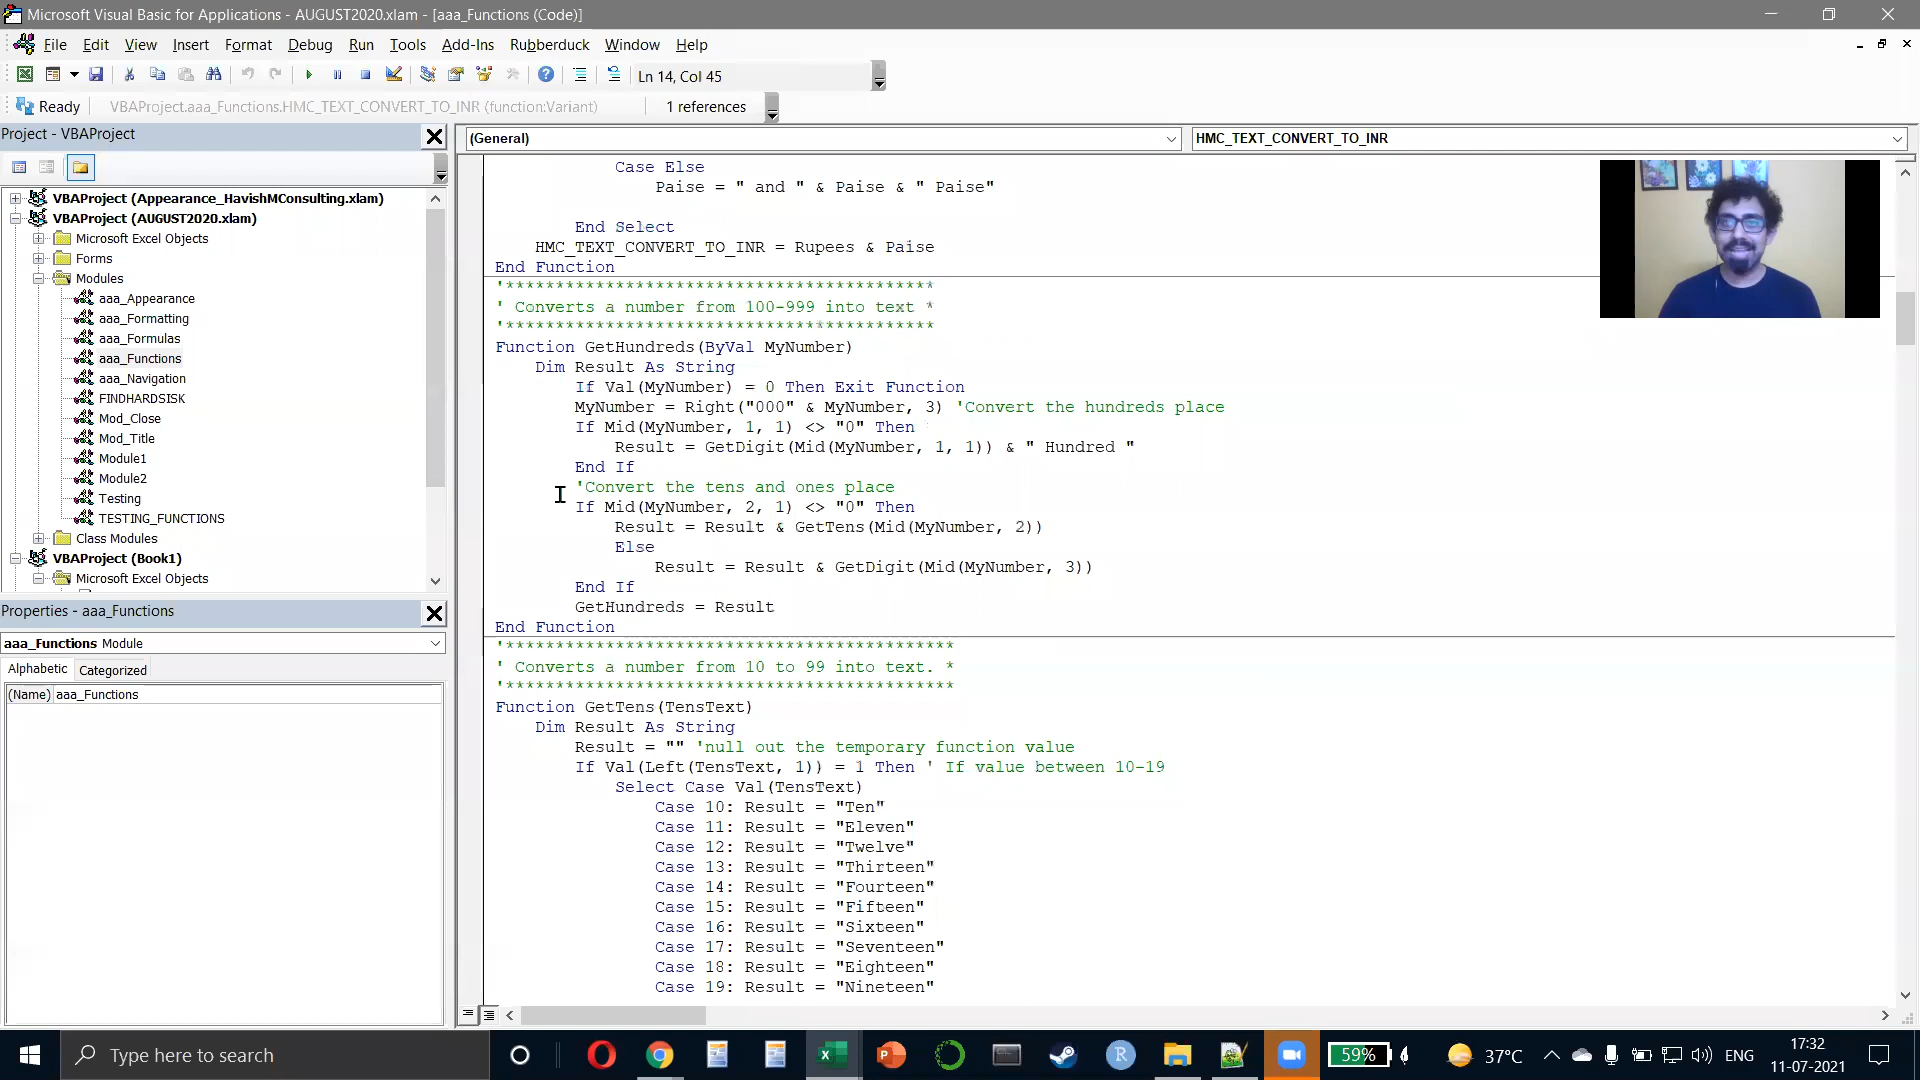 Microsoft Visual Basic for Applications - AUGUST2020.xlam - [aaa_Functions (Code)]
File Edit View Insert Format Debug Run Tools Add-Ins Rubberduck Window Help
Ln 14, Col 45
Ready VBAProject.aaa_Functions.HMC_TEXT_CONVERT_TO_INR (function:Variant) 1 references
Project - VBAProject
VBAProject (Appearance_HavishMConsulting.xlam)
VBAProject (AUGUST2020.xlam)
Microsoft Excel Objects
Forms
Modules
aaa_Appearance
aaa_Formatting
aaa_Formulas
aaa_Functions
aaa_Navigation
FINDHARDSISK
Mod_Close
Mod_Title
Module1
Module2
Testing
TESTING_FUNCTIONS
Class Modules
VBAProject (Book1)
Microsoft Excel Objects
Properties - aaa_Functions
aaa_Functions Module
Alphabetic Categorized
(Name) aaa_Functions
(General) HMC_TEXT_CONVERT_TO_INR
Case Else
Paise = " and " & Paise & " Paise"
End Select
HMC_TEXT_CONVERT_TO_INR = Rupees & Paise
End Function
'*******************************************
' Converts a number from 100-999 into text *
'*******************************************
Function GetHundreds(ByVal MyNumber)
Dim Result As String
If Val(MyNumber) = 0 Then Exit Function
MyNumber = Right("000" & MyNumber, 3) 'Convert the hundreds place
If Mid(MyNumber, 1, 1) <> "0" Then
Result = GetDigit(Mid(MyNumber, 1, 1)) & " Hundred "
End If
'Convert the tens and ones place
If Mid(MyNumber, 2, 1) <> "0" Then
Result = Result & GetTens(Mid(MyNumber, 2))
Else
Result = Result & GetDigit(Mid(MyNumber, 3))
End If
GetHundreds = Result
End Function
'*********************************************
' Converts a number from 10 to 99 into text. *
'*********************************************
Function GetTens(TensText)
Dim Result As String
Result = "" 'null out the temporary function value
If Val(Left(TensText, 1)) = 1 Then ' If value between 10-19
Select Case Val(TensText)
Case 10: Result = "Ten"
Case 11: Result = "Eleven"
Case 12: Result = "Twelve"
Case 13: Result = "Thirteen"
Case 14: Result = "Fourteen"
Case 15: Result = "Fifteen"
Case 16: Result = "Sixteen"
Case 17: Result = "Seventeen"
Case 18: Result = "Eighteen"
Case 19: Result = "Nineteen"
Type here to search
59%
37°C
ENG
17:32
11-07-2021